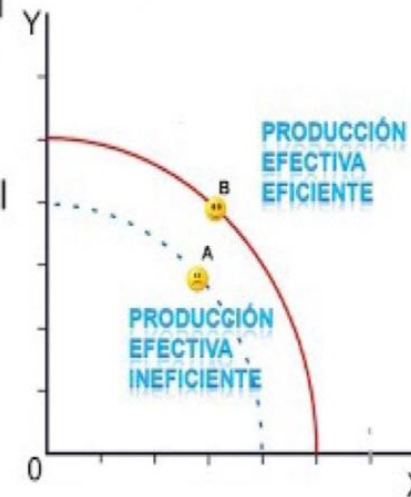 Y
B
PRODUCCIÓN
EFECTIVA
EFICIENTE
A
PRODUCCIÓN
EFECTIVA
INEFICIENTE
0